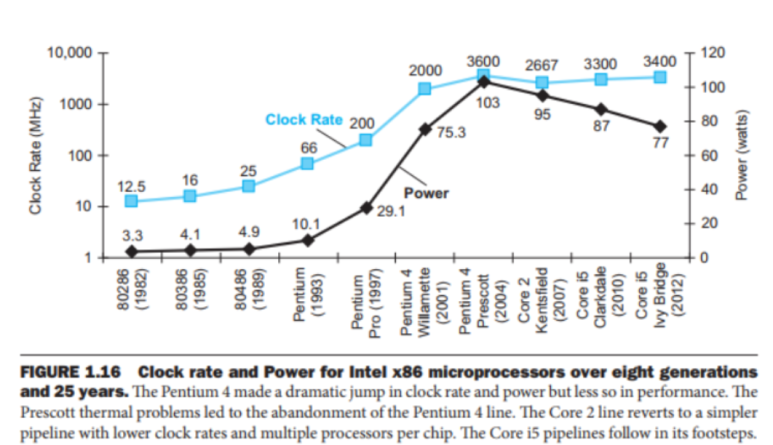 10,000
1000
100
10
1
Clock Rate (MHz)
12.5
16
25
66
200
2000
3600
2667
3300
3400
Clock Rate
3.3
4.1
4.9
10.1
29.1
75.3
103
95
87
77
Power
120
100
80
60
40
20
0
Power (watts)
80286
(1982)
80386
(1985)
80486
(1989)
Pentium
(1993)
Pentium
Pro (1997)
Pentium 4
Willamette
(2001)
Pentium 4
Prescott
(2004)
Core 2
Kentsfield
(2007)
Core i5
Clarkdale
(2010)
Core i5
Ivy Bridge
(2012)
FIGURE 1.16 Clock rate and Power for Intel x86 microprocessors over eight generations
and 25 years. The Pentium 4 made a dramatic jump in clock rate and power but less so in performance. The
Prescott thermal problems led to the abandonment of the Pentium 4 line. The Core 2 line reverts to a simpler
pipeline with lower clock rates and multiple processors per chip. The Core i5 pipelines follow in its footsteps.